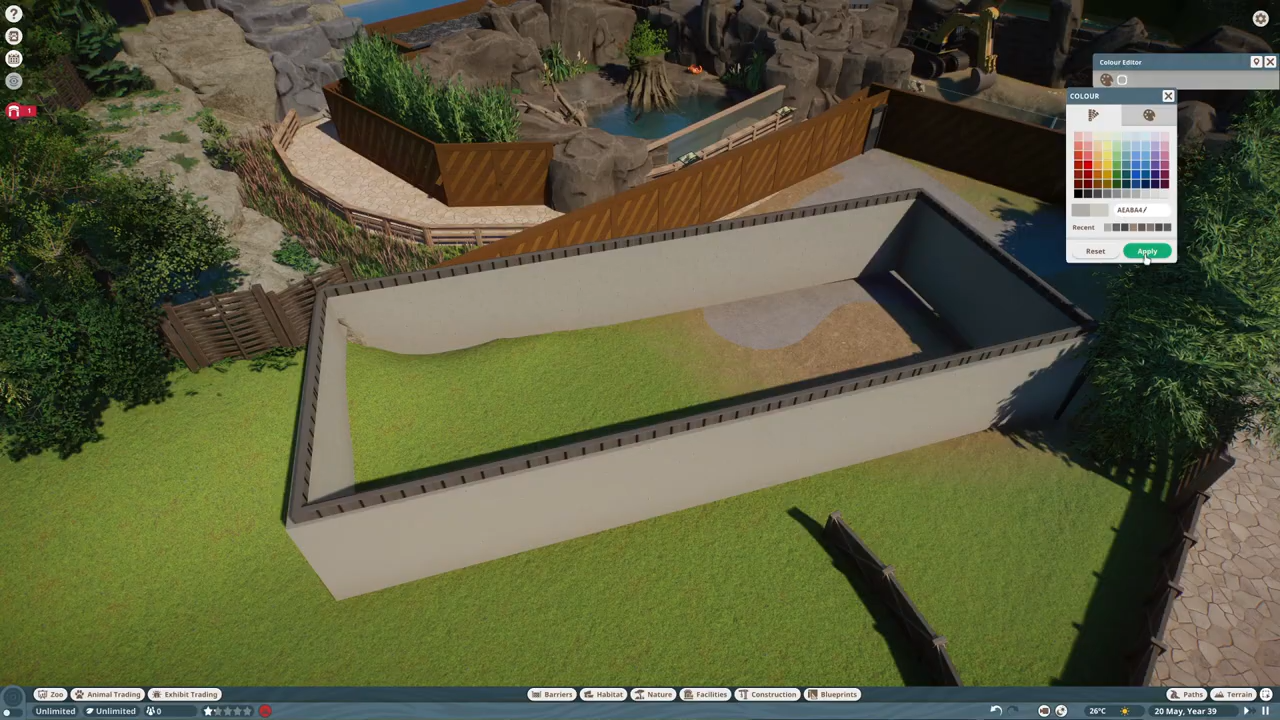 ?
1
Colour Editor
COLOUR
AEABA4/
Recent
Reset Apply
Zoo Animal Trading Exhibit Trading Barriers Habitat Nature Facilities Construction Blueprints Paths Terrain
Unlimited Unlimited 0 26°C 20 May, Year 39